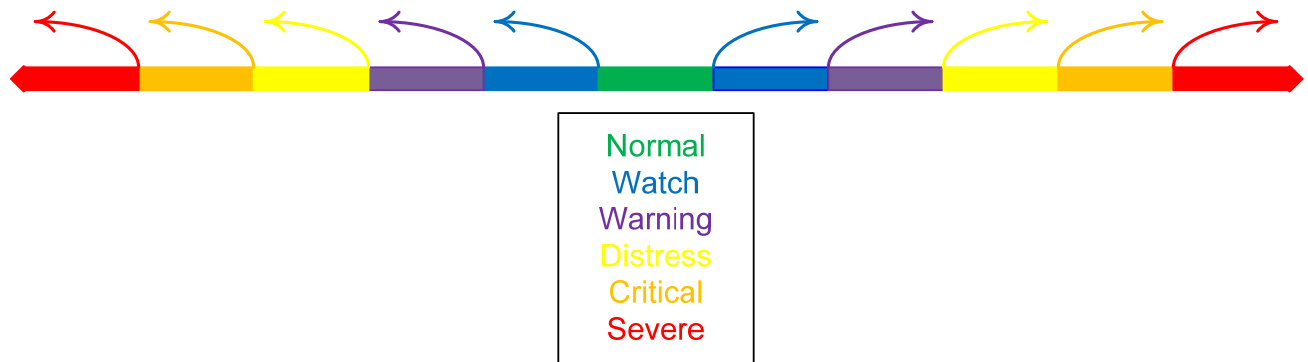 Normal
Watch
Warning
Distress
Critical
Severe